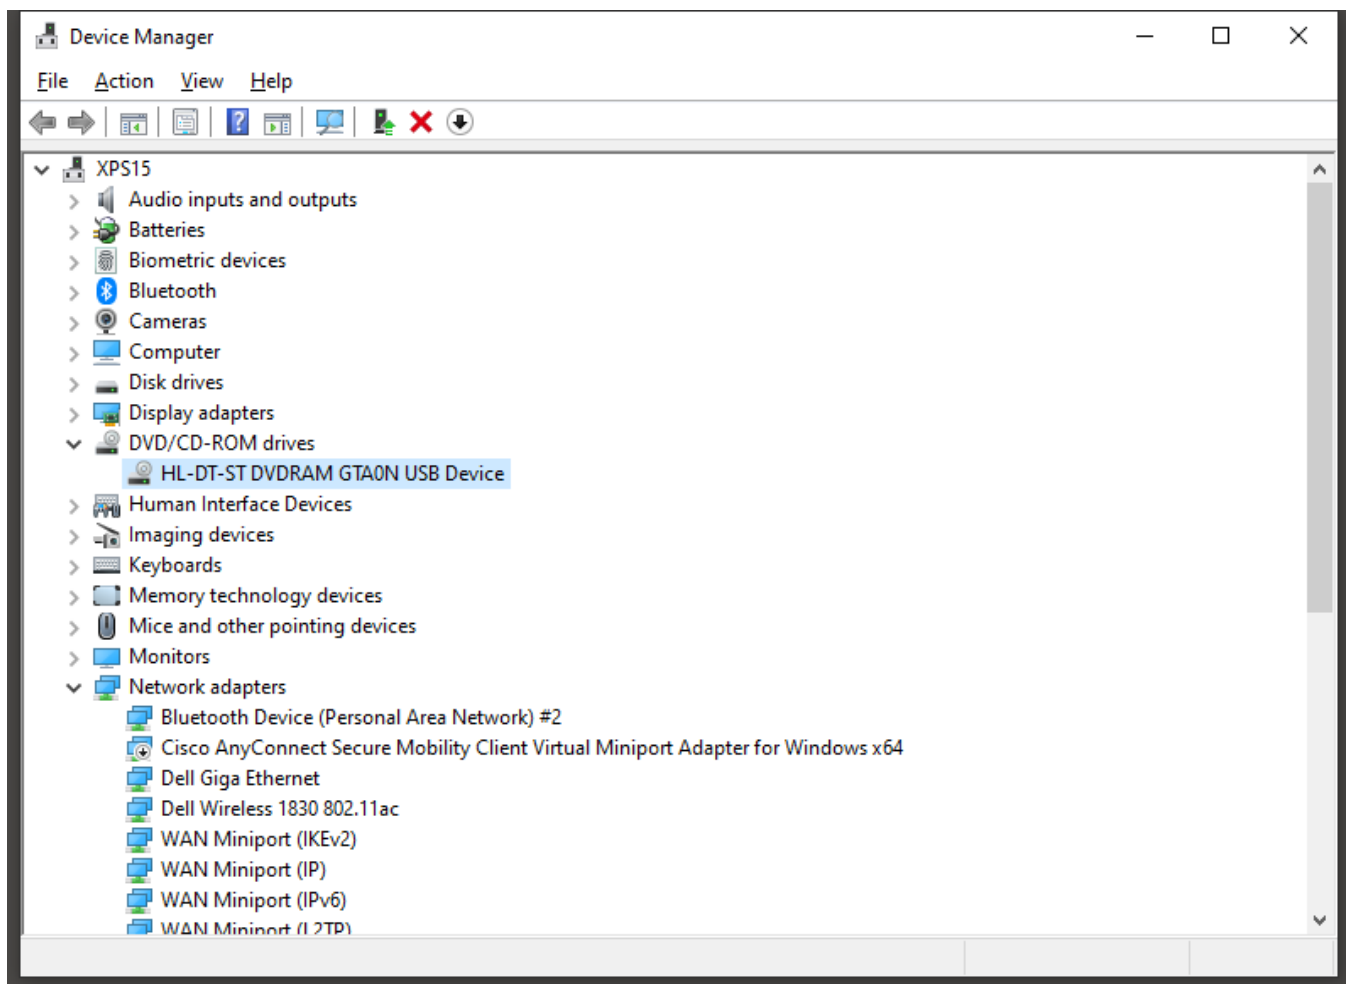 Device Manager
File Action View Help
XPS15
Audio inputs and outputs
Batteries
Biometric devices
Bluetooth
Cameras
Computer
Disk drives
Display adapters
DVD/CD-ROM drives
HL-DT-ST DVDRAM GTA0N USB Device
Human Interface Devices
Imaging devices
Keyboards
Memory technology devices
Mice and other pointing devices
Monitors
Network adapters
Bluetooth Device (Personal Area Network) #2
Cisco AnyConnect Secure Mobility Client Virtual Miniport Adapter for Windows x64
Dell Giga Ethernet
Dell Wireless 1830 802.11ac
WAN Miniport (IKEv2)
WAN Miniport (IP)
WAN Miniport (IPv6)
WAN Miniport (L2TP)